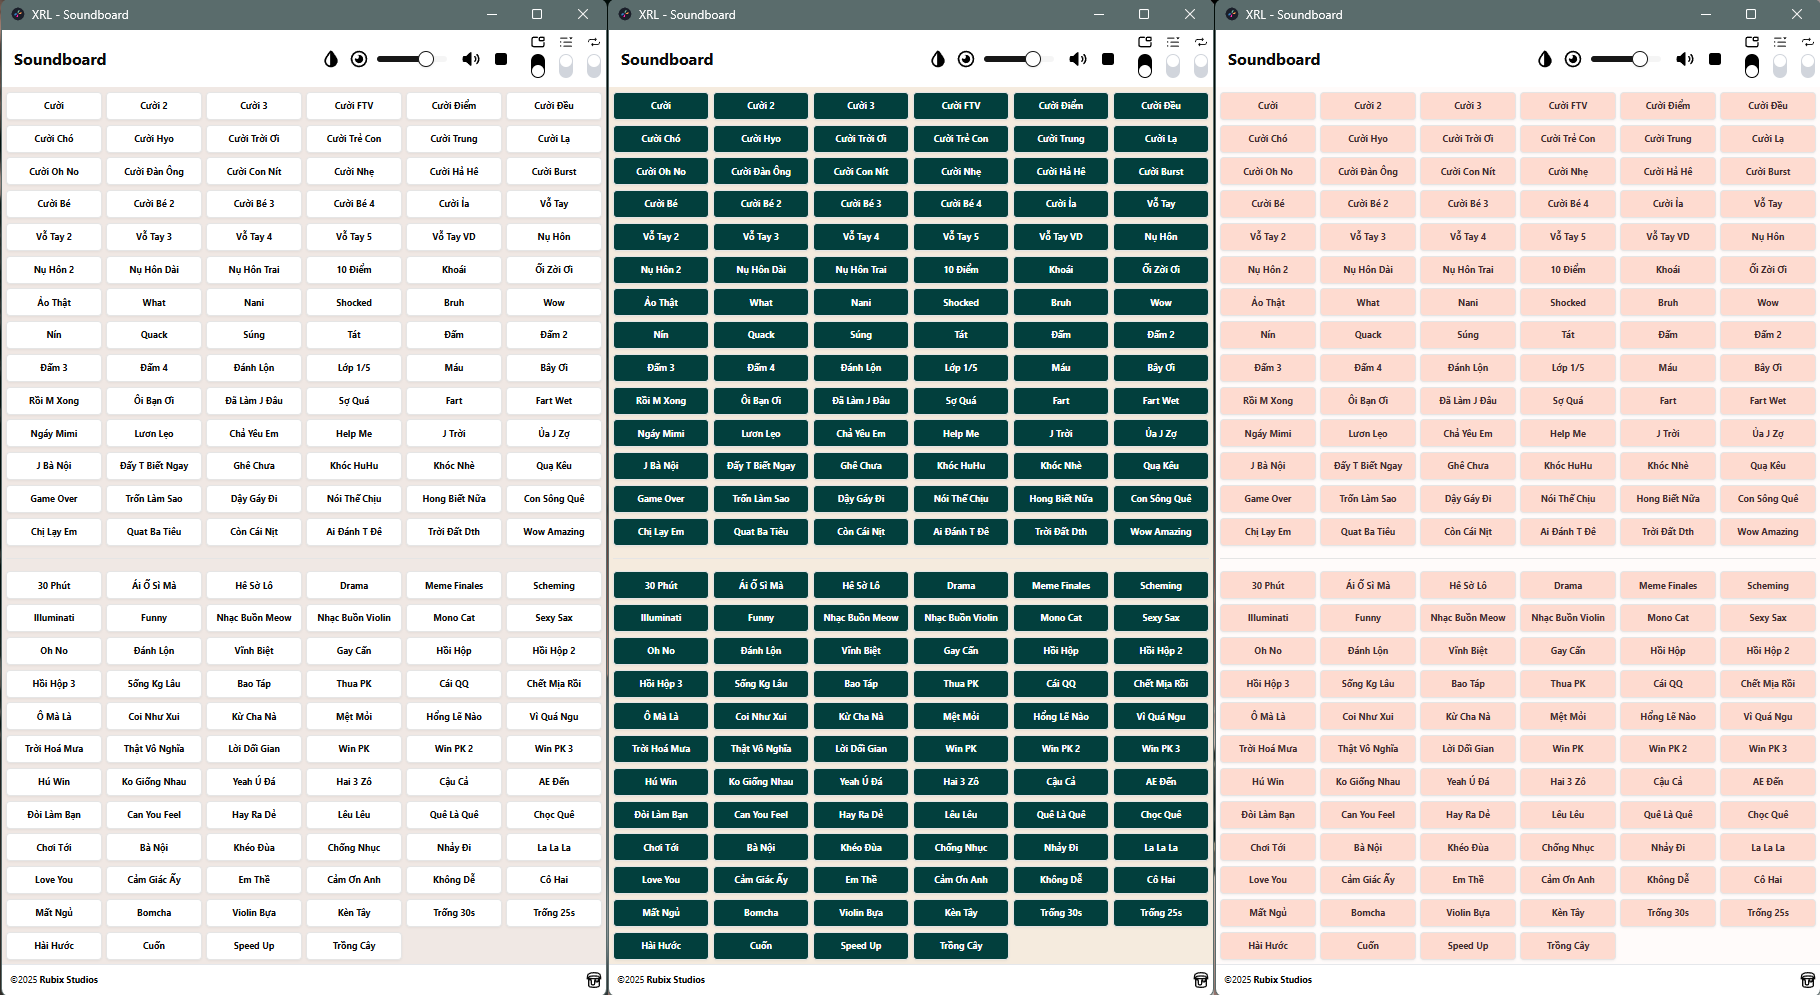 XRL - Soundboard XRL - Soundboard XRL - Soundboard
Soundboard Soundboard Soundboard
Cười Cười 2 Cười 3 Cười FTV Cười Điểm Cười Đều Cười Cười 2 Cười 3 Cười FTV Cười Điểm Cười Đều Cười Cười 2 Cười 3 Cười FTV Cười Điểm Cười Đều
Cười Chó Cười Hyo Cười Trời Ơi Cười Trẻ Con Cười Trung Cười Lạ Cười Chó Cười Hyo Cười Trời Ơi Cười Trẻ Con Cười Trung Cười Lạ Cười Chó Cười Hyo Cười Trời Ơi Cười Trẻ Con Cười Trung Cười Lạ
Cười Oh No Cười Đàn Ông Cười Con Nít Cười Nhẹ Cười Hả Hê Cười Burst Cười Oh No Cười Đàn Ông Cười Con Nít Cười Nhẹ Cười Hả Hê Cười Burst Cười Oh No Cười Đàn Ông Cười Con Nít Cười Nhẹ Cười Hả Hê Cười Burst
Cười Bé Cười Bé 2 Cười Bé 3 Cười Bé 4 Cười Ỉa Vỗ Tay Cười Bé Cười Bé 2 Cười Bé 3 Cười Bé 4 Cười Ỉa Vỗ Tay Cười Bé Cười Bé 2 Cười Bé 3 Cười Bé 4 Cười Ỉa Vỗ Tay
Vỗ Tay 2 Vỗ Tay 3 Vỗ Tay 4 Vỗ Tay 5 Vỗ Tay VD Nụ Hôn Vỗ Tay 2 Vỗ Tay 3 Vỗ Tay 4 Vỗ Tay 5 Vỗ Tay VD Nụ Hôn Vỗ Tay 2 Vỗ Tay 3 Vỗ Tay 4 Vỗ Tay 5 Vỗ Tay VD Nụ Hôn
Nụ Hôn 2 Nụ Hôn Dài Nụ Hôn Trai 10 Điểm Khoái Ối Zời Ơi Nụ Hôn 2 Nụ Hôn Dài Nụ Hôn Trai 10 Điểm Khoái Ối Zời Ơi Nụ Hôn 2 Nụ Hôn Dài Nụ Hôn Trai 10 Điểm Khoái Ối Zời Ơi
Ảo Thật What Nani Shocked Bruh Wow Ảo Thật What Nani Shocked Bruh Wow Ảo Thật What Nani Shocked Bruh Wow
Nín Quack Súng Tát Đấm Đấm 2 Nín Quack Súng Tát Đấm Đấm 2 Nín Quack Súng Tát Đấm Đấm 2
Đấm 3 Đấm 4 Đánh Lộn Lớp 1/5 Máu Bây Ơi Đấm 3 Đấm 4 Đánh Lộn Lớp 1/5 Máu Bây Ơi Đấm 3 Đấm 4 Đánh Lộn Lớp 1/5 Máu Bây Ơi
Rồi M Xong Ôi Bạn Ơi Đã Làm J Đâu Sợ Quá Fart Fart Wet Rồi M Xong Ôi Bạn Ơi Đã Làm J Đâu Sợ Quá Fart Fart Wet Rồi M Xong Ôi Bạn Ơi Đã Làm J Đâu Sợ Quá Fart Fart Wet
Ngáy Mimi Lươn Lẹo Chả Yêu Em Help Me J Trời Ủa J Zợ Ngáy Mimi Lươn Lẹo Chả Yêu Em Help Me J Trời Ủa J Zợ Ngáy Mimi Lươn Lẹo Chả Yêu Em Help Me J Trời Ủa J Zợ
J Bà Nội Đấy T Biết Ngay Ghê Chưa Khóc HuHu Khóc Nhè Quạ Kêu J Bà Nội Đấy T Biết Ngay Ghê Chưa Khóc HuHu Khóc Nhè Quạ Kêu J Bà Nội Đấy T Biết Ngay Ghê Chưa Khóc HuHu Khóc Nhè Quạ Kêu
Game Over Trốn Làm Sao Dậy Gáy Đi Nói Thế Chịu Hong Biết Nữa Con Sông Quê Game Over Trốn Làm Sao Dậy Gáy Đi Nói Thế Chịu Hong Biết Nữa Con Sông Quê Game Over Trốn Làm Sao Dậy Gáy Đi Nói Thế Chịu Hong Biết Nữa Con Sông Quê
Chị Lạy Em Quat Ba Tiêu Còn Cái Nịt Ai Đánh T Đê Trời Đất Dth Wow Amazing Chị Lạy Em Quat Ba Tiêu Còn Cái Nịt Ai Đánh T Đê Trời Đất Dth Wow Amazing Chị Lạy Em Quat Ba Tiêu Còn Cái Nịt Ai Đánh T Đê Trời Đất Dth Wow Amazing
30 Phút Ái Ố Sì Mà Hê Sờ Lô Drama Meme Finales Scheming 30 Phút Ái Ố Sì Mà Hê Sờ Lô Drama Meme Finales Scheming 30 Phút Ái Ố Sì Mà Hê Sờ Lô Drama Meme Finales Scheming
Illuminati Funny Nhạc Buồn Meow Nhạc Buồn Violin Mono Cat Sexy Sax Illuminati Funny Nhạc Buồn Meow Nhạc Buồn Violin Mono Cat Sexy Sax Illuminati Funny Nhạc Buồn Meow Nhạc Buồn Violin Mono Cat Sexy Sax
Oh No Đánh Lộn Vĩnh Biệt Gay Cấn Hồi Hộp Hồi Hộp 2 Oh No Đánh Lộn Vĩnh Biệt Gay Cấn Hồi Hộp Hồi Hộp 2 Oh No Đánh Lộn Vĩnh Biệt Gay Cấn Hồi Hộp Hồi Hộp 2
Hồi Hộp 3 Sống Kg Lâu Bao Táp Thua PK Cái QQ Chết Mịa Rồi Hồi Hộp 3 Sống Kg Lâu Bao Táp Thua PK Cái QQ Chết Mịa Rồi Hồi Hộp 3 Sống Kg Lâu Bao Táp Thua PK Cái QQ Chết Mịa Rồi
Ô Mà Là Coi Như Xui Kừ Cha Nà Mệt Mỏi Hổng Lẽ Nào Vì Quá Ngu Ô Mà Là Coi Như Xui Kừ Cha Nà Mệt Mỏi Hổng Lẽ Nào Vì Quá Ngu Ô Mà Là Coi Như Xui Kừ Cha Nà Mệt Mỏi Hổng Lẽ Nào Vì Quá Ngu
Trời Hoá Mưa Thật Vô Nghĩa Lời Dối Gian Win PK Win PK 2 Win PK 3 Trời Hoá Mưa Thật Vô Nghĩa Lời Dối Gian Win PK Win PK 2 Win PK 3 Trời Hoá Mưa Thật Vô Nghĩa Lời Dối Gian Win PK Win PK 2 Win PK 3
Hú Win Ko Giống Nhau Yeah Ú Đá Hai 3 Zô Cậu Cả AE Đến Hú Win Ko Giống Nhau Yeah Ú Đá Hai 3 Zô Cậu Cả AE Đến Hú Win Ko Giống Nhau Yeah Ú Đá Hai 3 Zô Cậu Cả AE Đến
Đòi Làm Bạn Can You Feel Hay Ra Dẻ Lêu Lêu Quê Là Quê Chọc Quê Đòi Làm Bạn Can You Feel Hay Ra Dẻ Lêu Lêu Quê Là Quê Chọc Quê Đòi Làm Bạn Can You Feel Hay Ra Dẻ Lêu Lêu Quê Là Quê Chọc Quê
Chơi Tới Bà Nội Khéo Đùa Chống Nhục Nhảy Đi La La La Chơi Tới Bà Nội Khéo Đùa Chống Nhục Nhảy Đi La La La Chơi Tới Bà Nội Khéo Đùa Chống Nhục Nhảy Đi La La La
Love You Cảm Giác Ấy Em Thề Cảm Ơn Anh Không Dễ Cô Hai Love You Cảm Giác Ấy Em Thề Cảm Ơn Anh Không Dễ Cô Hai Love You Cảm Giác Ấy Em Thề Cảm Ơn Anh Không Dễ Cô Hai
Mất Ngủ Bomcha Violin Bựa Kèn Tây Trống 30s Trống 25s Mất Ngủ Bomcha Violin Bựa Kèn Tây Trống 30s Trống 25s Mất Ngủ Bomcha Violin Bựa Kèn Tây Trống 30s Trống 25s
Hài Hước Cuốn Speed Up Trồng Cây Hài Hước Cuốn Speed Up Trồng Cây Hài Hước Cuốn Speed Up Trồng Cây
©2025 Rubix Studios ©2025 Rubix Studios ©2025 Rubix Studios